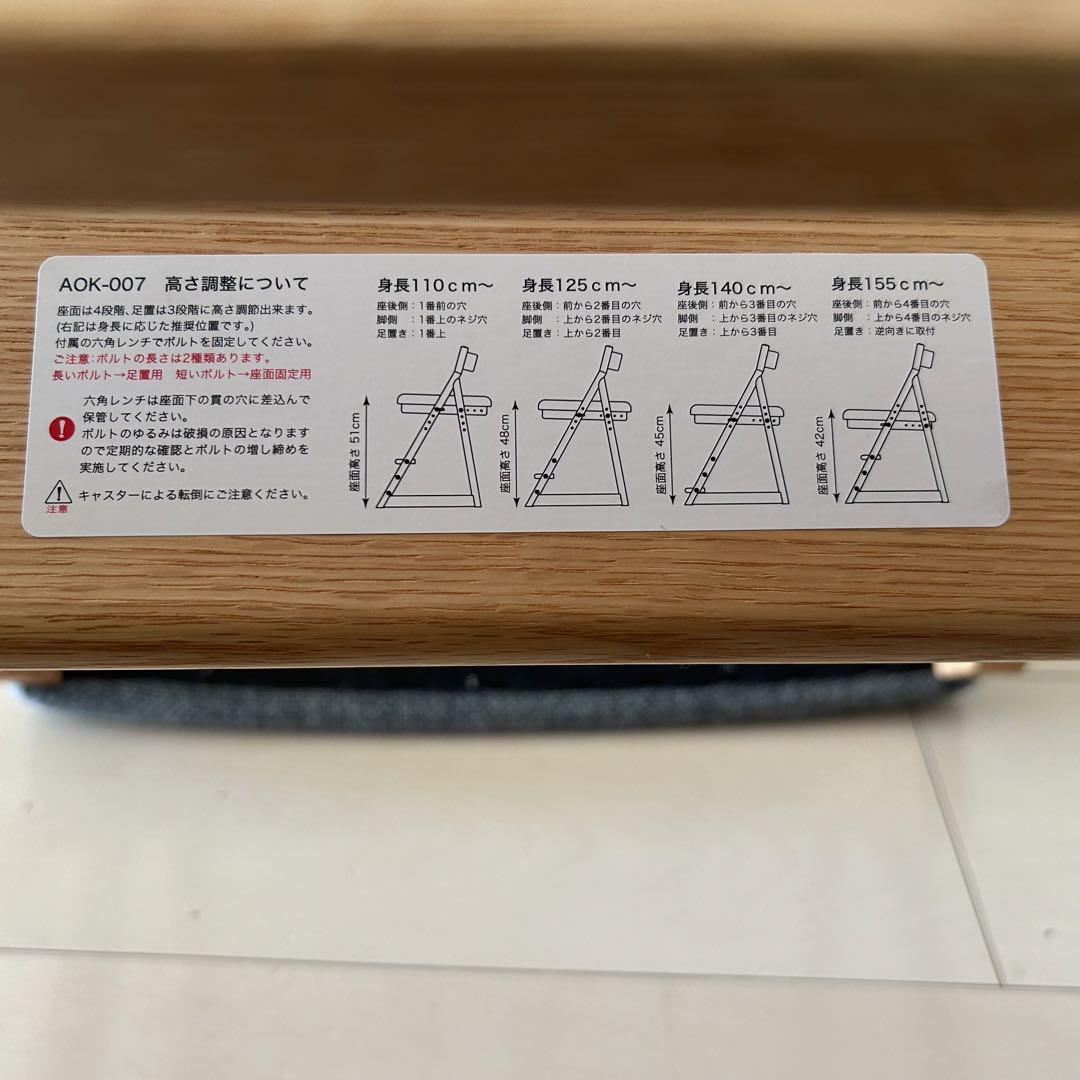 AOK-007　高さ調整について
座面は4段階、足置は3段階に高さ調節出来ます。
(右記は身長に応じた推奨位置です。)
付属の六角レンチでボルトを固定してください。
ご注意:ボルトの長さは2種類あります。
長いボルト→足置用　短いボルト→座面固定用
六角レンチは座面下の貫の穴に差込んで
保管してください。
ボルトのゆるみは破損の原因となります
ので定期的な確認とボルトの増し締めを
実施してください。
キャスターによる転倒にご注意ください。
注意
身長110cm〜
座後側：1番前の穴
脚側　：1番上のネジ穴
足置き：1番上
座面高さ 51cm
身長125cm〜
座後側：前から2番目の穴
脚側　：上から2番目のネジ穴
足置き：上から2番目
座面高さ 48cm
身長140cm〜
座後側：前から3番目の穴
脚側　：上から3番目のネジ穴
足置き：上から3番目
座面高さ 45cm
身長155cm〜
座後側：前から4番目の穴
脚側　：上から4番目のネジ穴
足置き：逆向きに取付
座面高さ 42cm